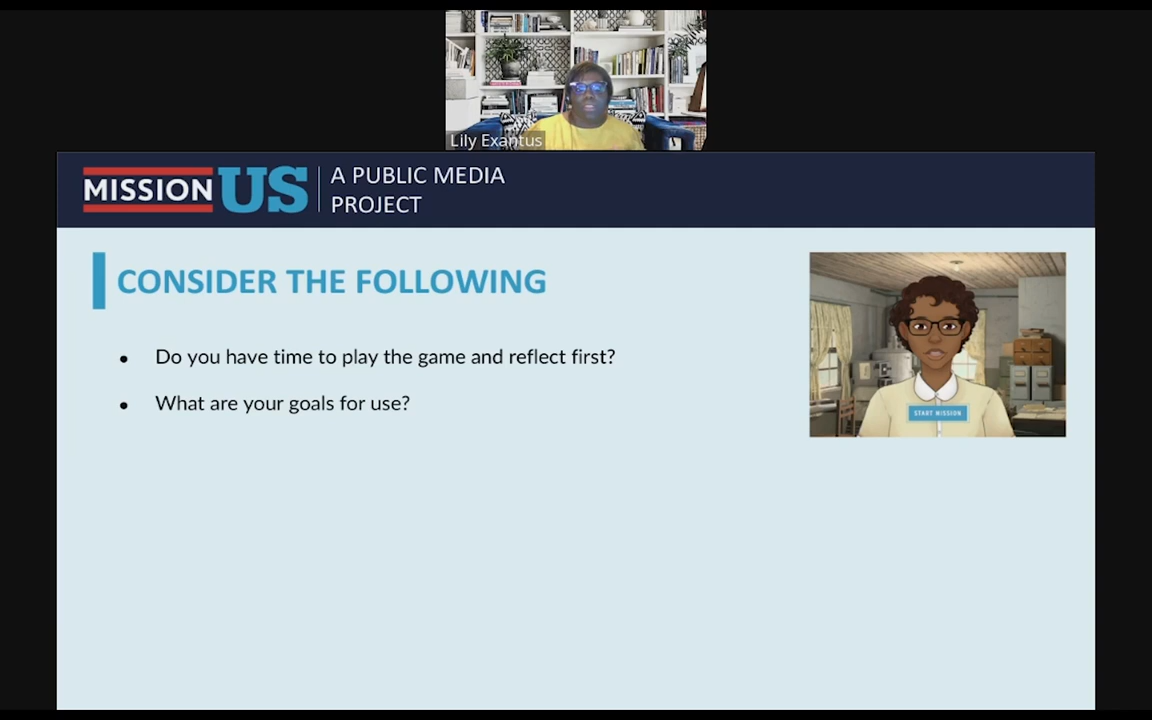 Lily Exantus
MISSION US
A PUBLIC MEDIA
PROJECT
CONSIDER THE FOLLOWING
● Do you have time to play the game and reflect first?
● What are your goals for use?
START MISSION